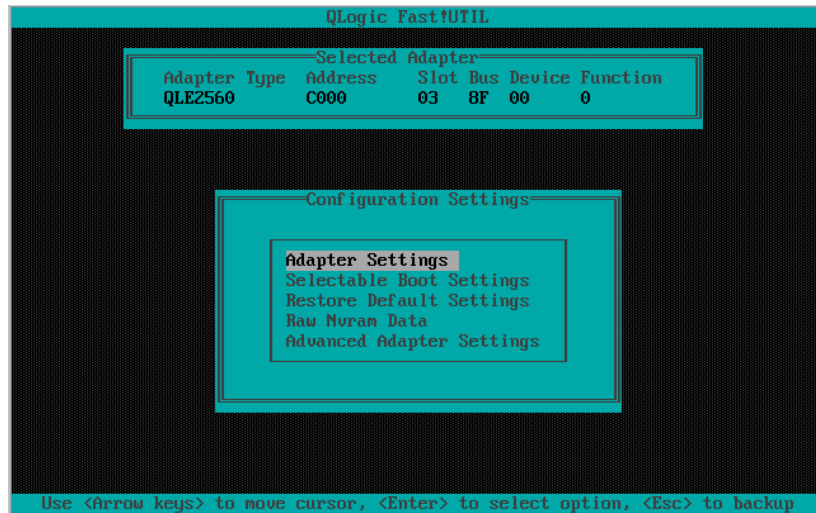 QLogic Fast!UTIL
Selected Adapter
Adapter Type Address Slot Bus Device Function
QLE2560 C000 03 8F 00 0
Configuration Settings
Adapter Settings
Selectable Boot Settings
Restore Default Settings
Raw Nvram Data
Advanced Adapter Settings
Use <Arrow keys> to move cursor, <Enter> to select option, <Esc> to backup